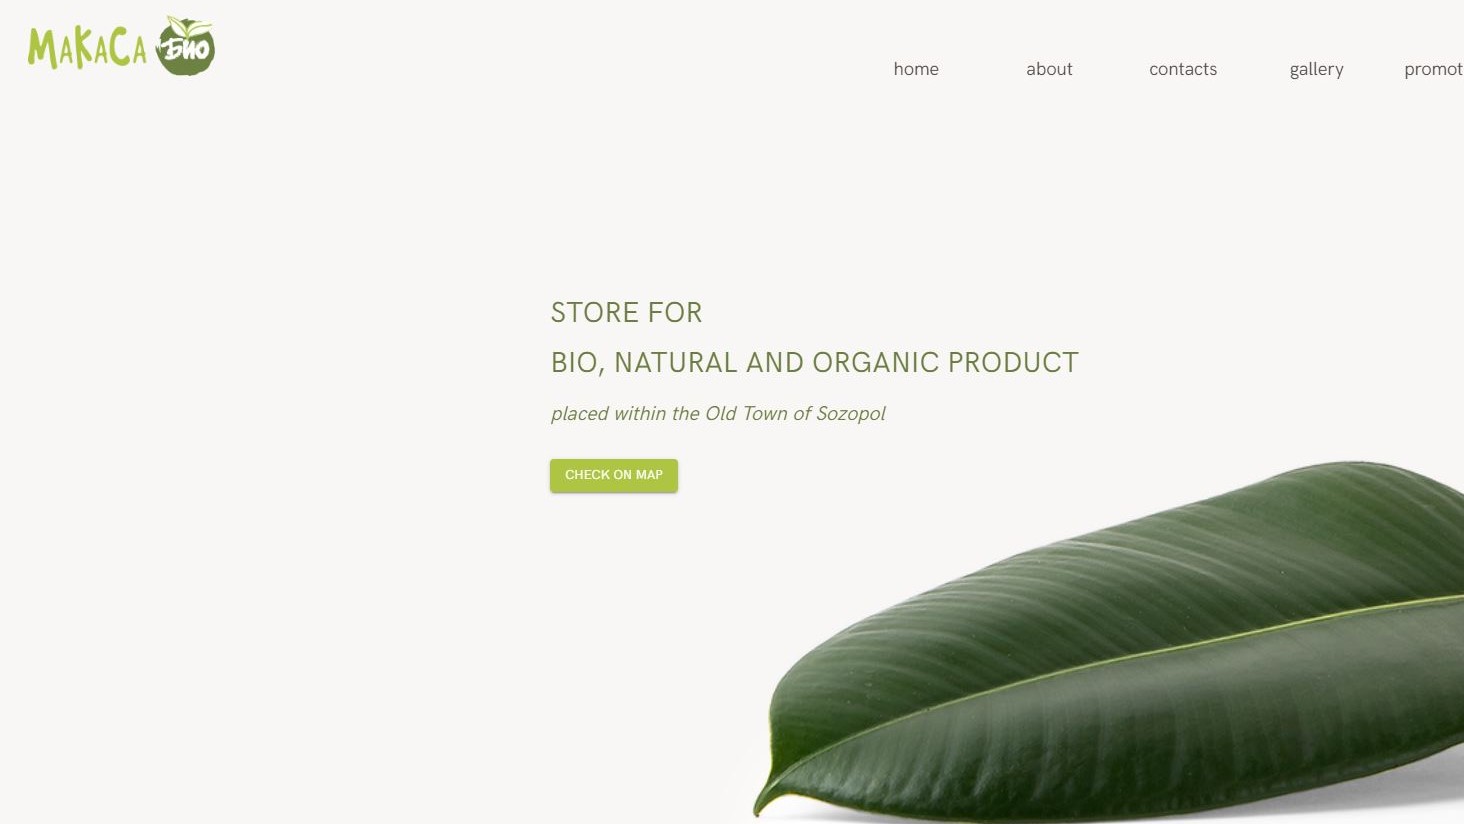 МаКаСа Био
home about contacts gallery promot
STORE FOR
BIO, NATURAL AND ORGANIC PRODUCT
placed within the Old Town of Sozopol
CHECK ON MAP